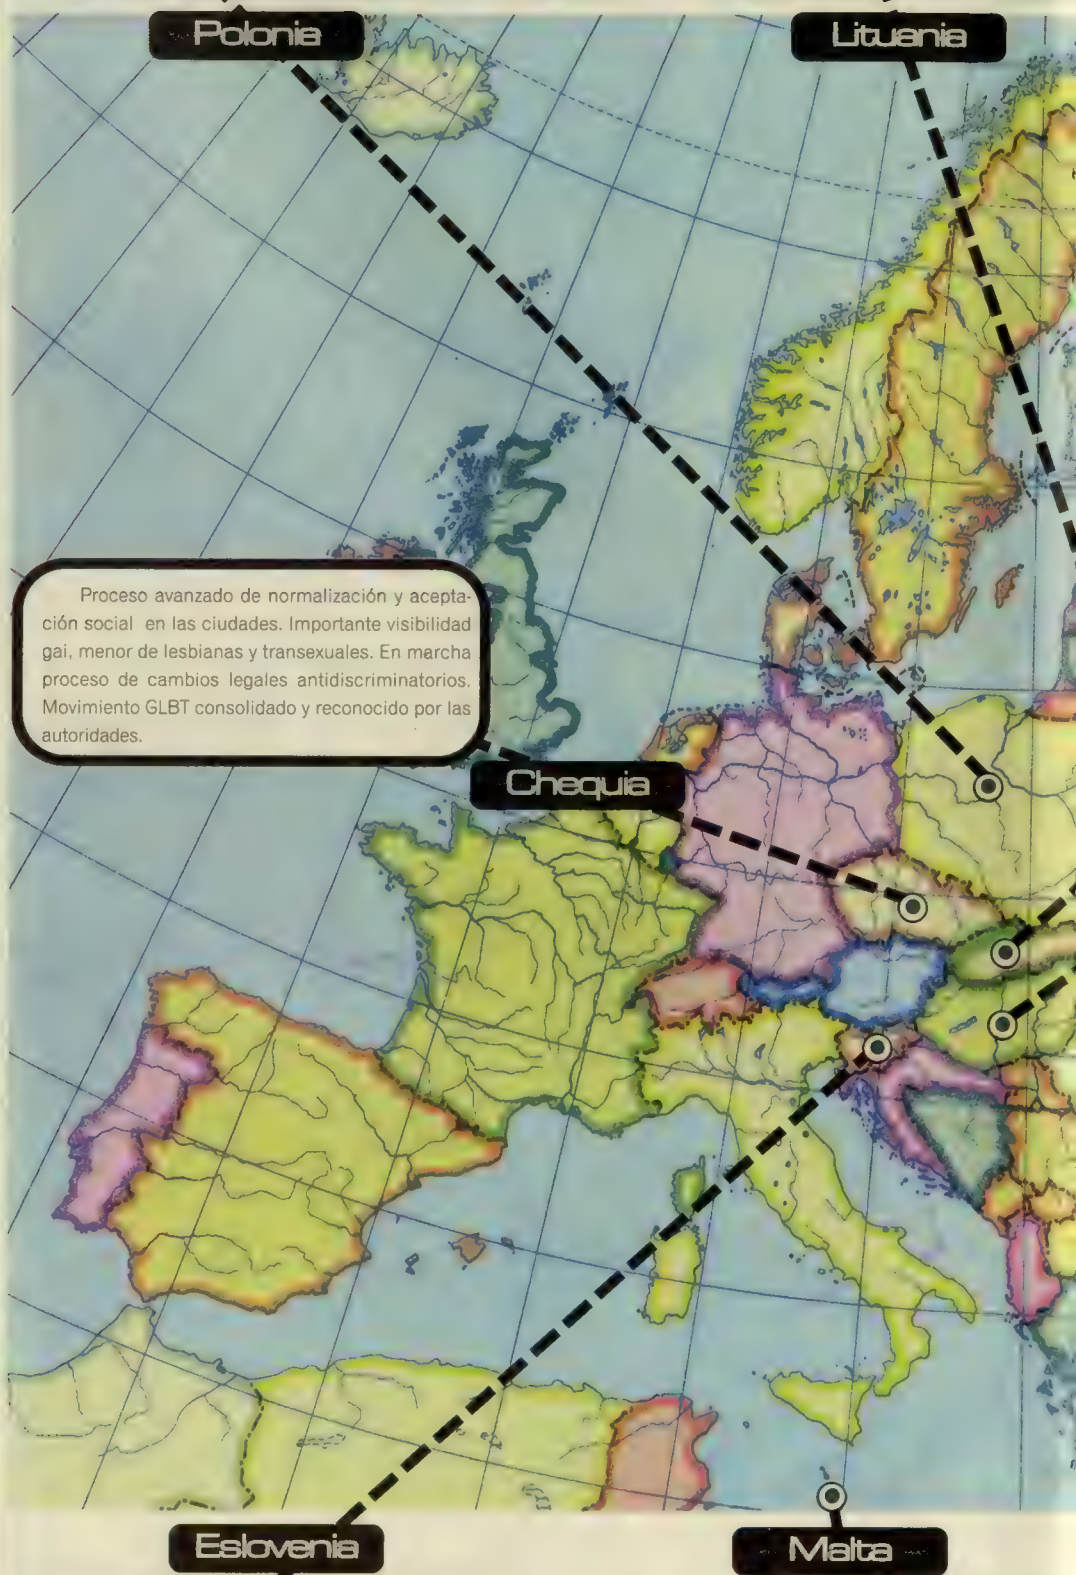 Polonia
Lituania
Proceso avanzado de normalización y acepta-
ción social en las ciudades. Importante visibilidad
gai, menor de lesbianas y transexuales. En marcha
proceso de cambios legales antidiscriminatorios.
Movimiento GLBT consolidado y reconocido por las
autoridades.
Chequia
Eslovenia
Malta